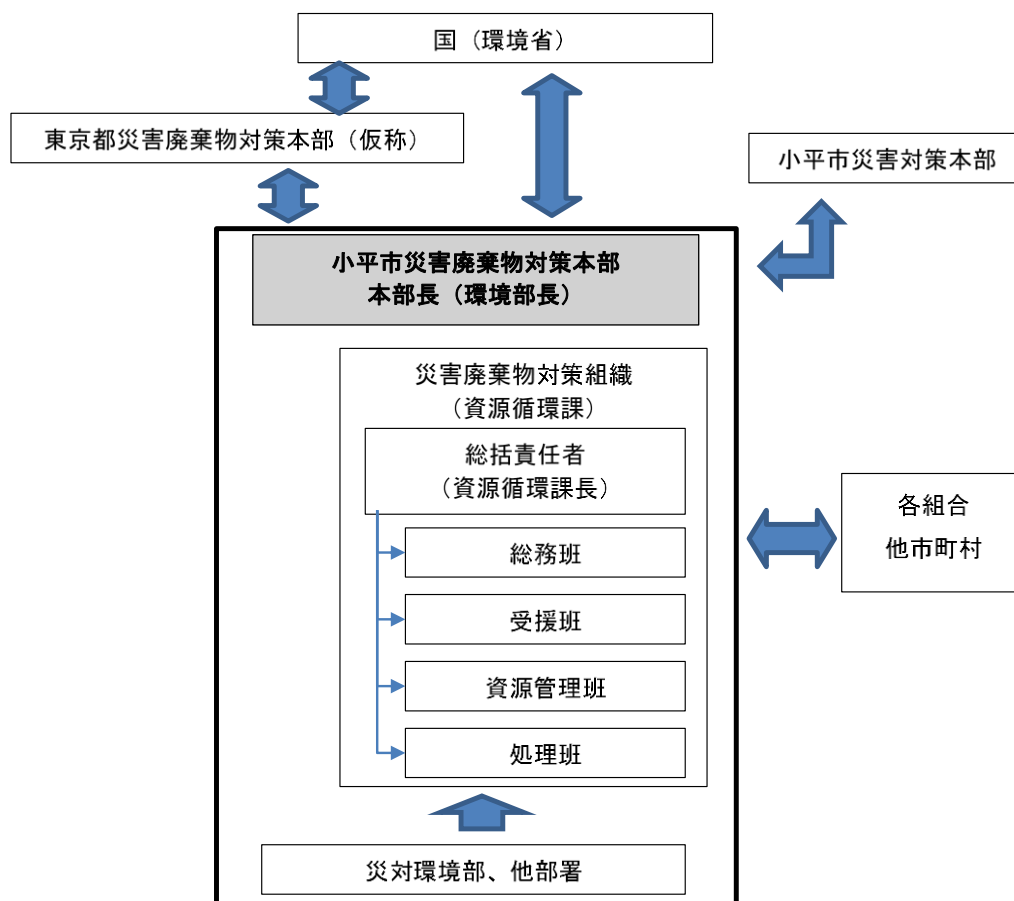 国（環境省）
東京都災害廃棄物対策本部（仮称）
小平市災害対策本部
小平市災害廃棄物対策本部
本部長（環境部長）
災害廃棄物対策組織
（資源循環課）
総括責任者
（資源循環課長）
総務班
受援班
資源管理班
処理班
各組合
他市町村
災対環境部、他部署